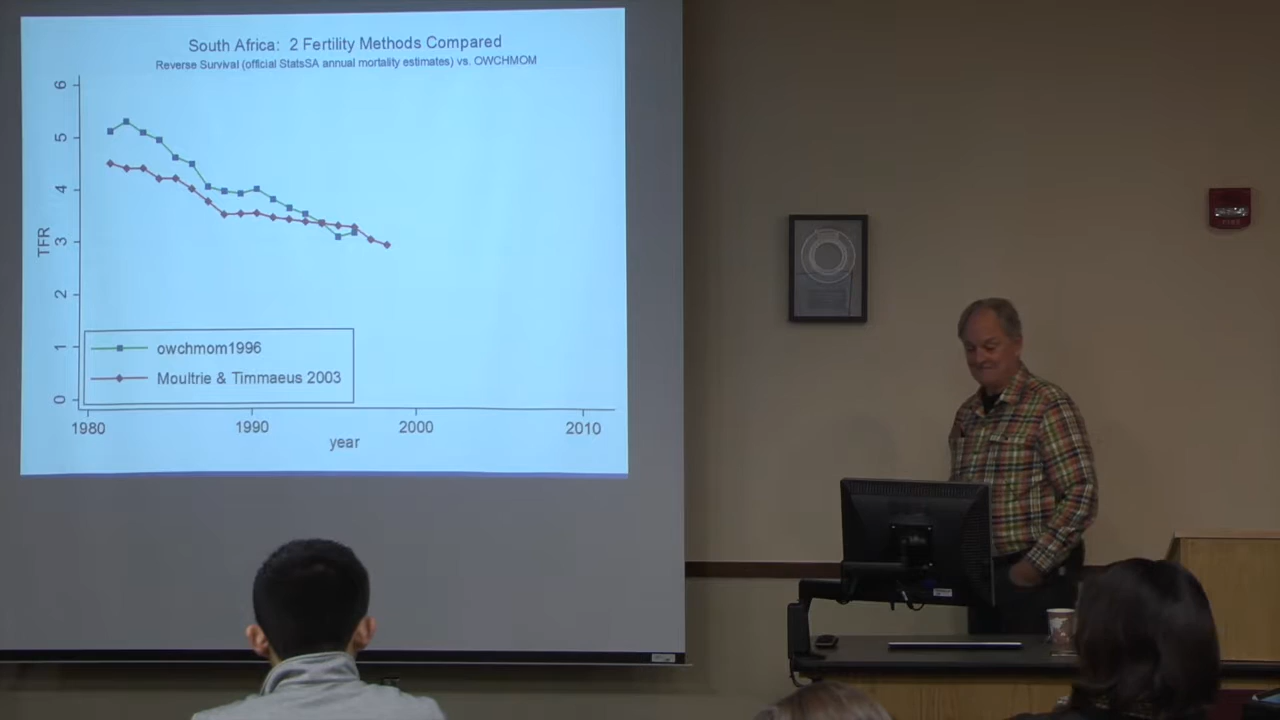 South Africa: 2 Fertility Methods Compared
Reverse Survival (official StatsSA annual mortality estimates) vs. OWCHMOM
6
5
4
3
2
1
0
TFR
owchmom1996
Moultrie & Timmaeus 2003
1980 1990 2000 2010
year
FIRE